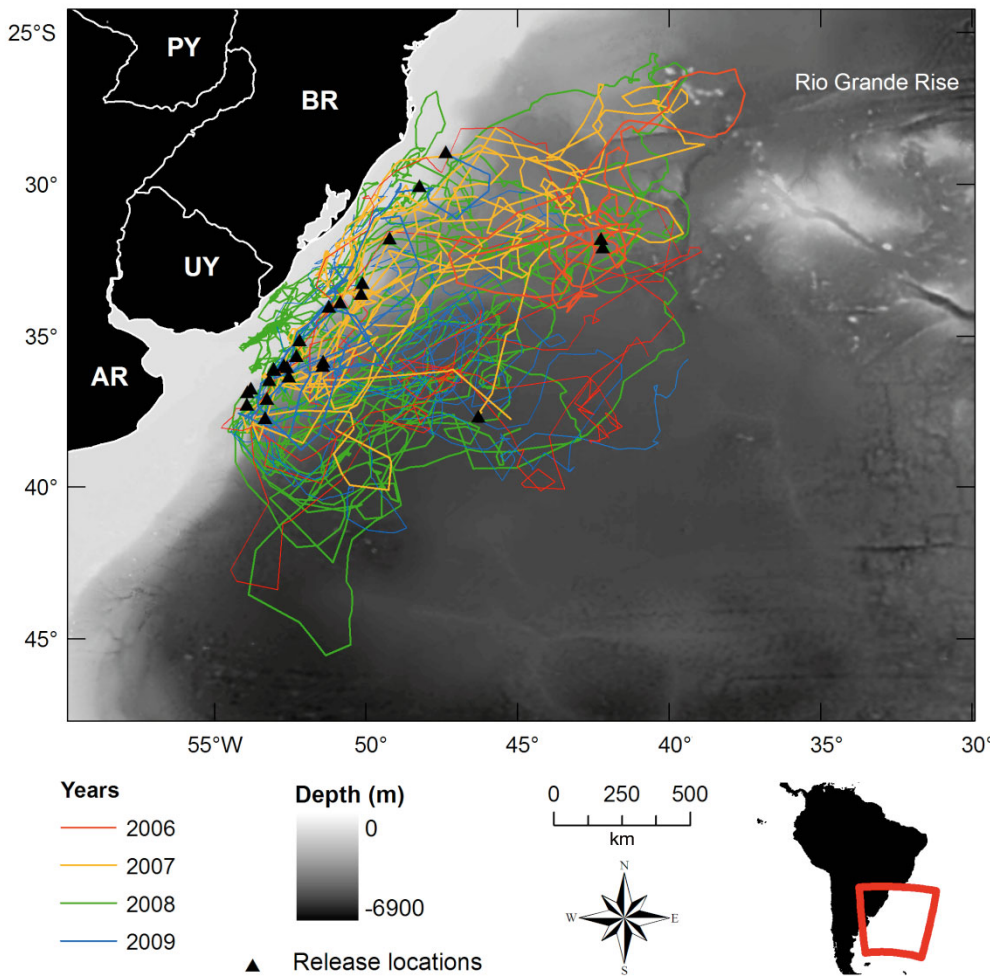 25°S
PY
BR
Rio Grande Rise
30°
UY
35°
AR
40°
45°
55°W 50° 45° 40° 35° 30°
Years
2006
2007
2008
2009
Depth (m)
0
-6900
Release locations
0 250 500
km
N
W E
S